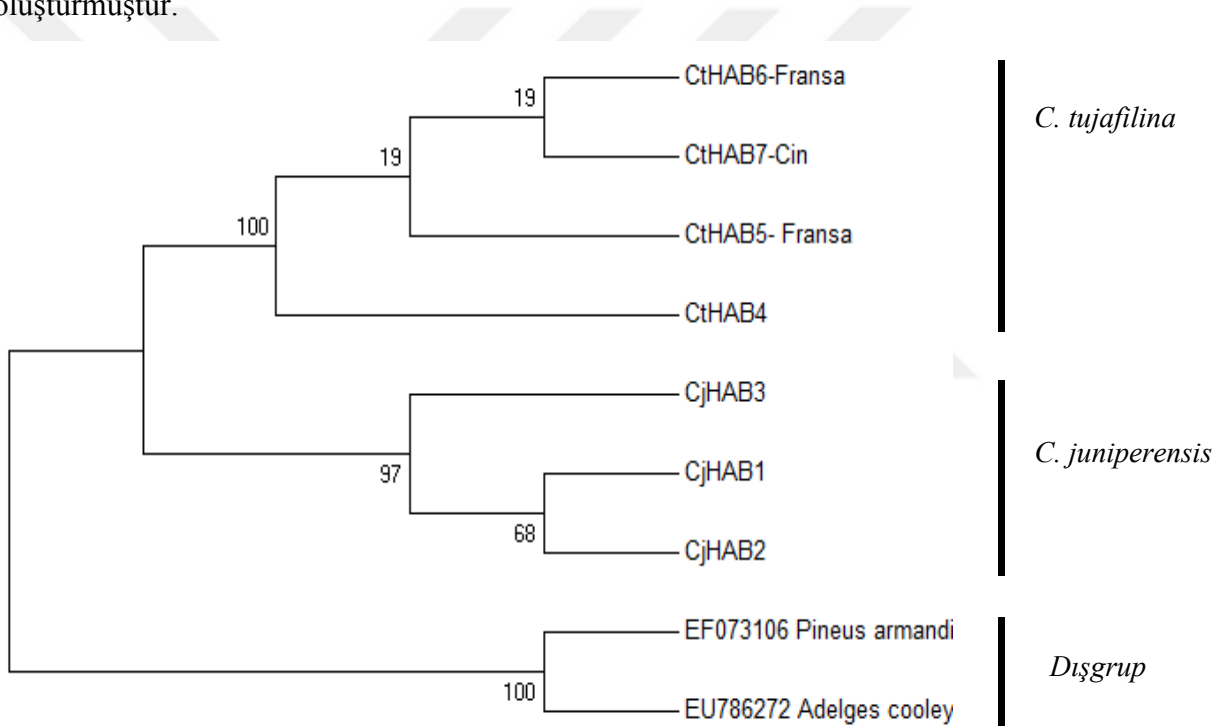 oluşturmuştur.
CtHAB6-Fransa
19
C. tujafilina
CtHAB7-Cin
19
CtHAB5- Fransa
100
CtHAB4
CjHAB3
C. juniperensis
97
CjHAB1
68
CjHAB2
EF073106 Pineus armandi
Dışgrup
100
EU786272 Adelges cooley